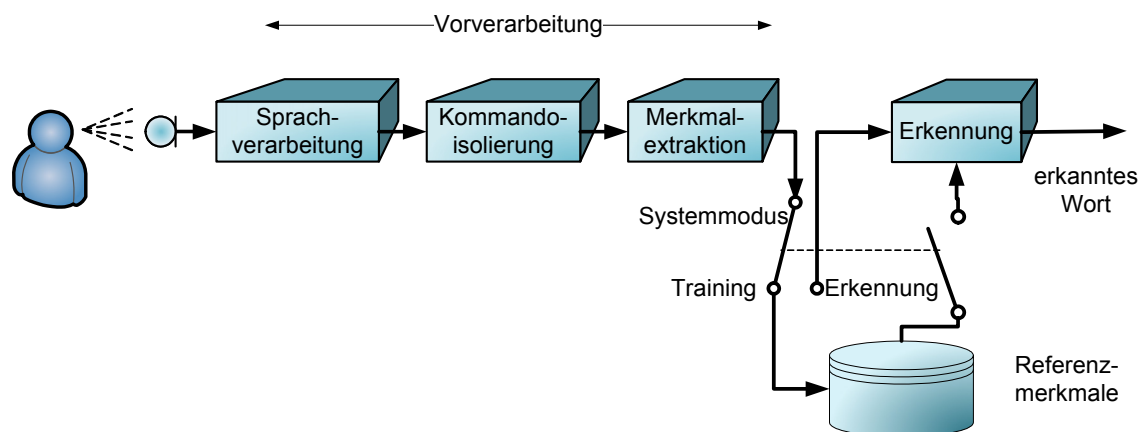 Vorverarbeitung
Sprach-
verarbeitung
Kommando-
isolierung
Merkmal-
extraktion
Erkennung
erkanntes
Wort
Systemmodus
Training
Erkennung
Referenz-
merkmale